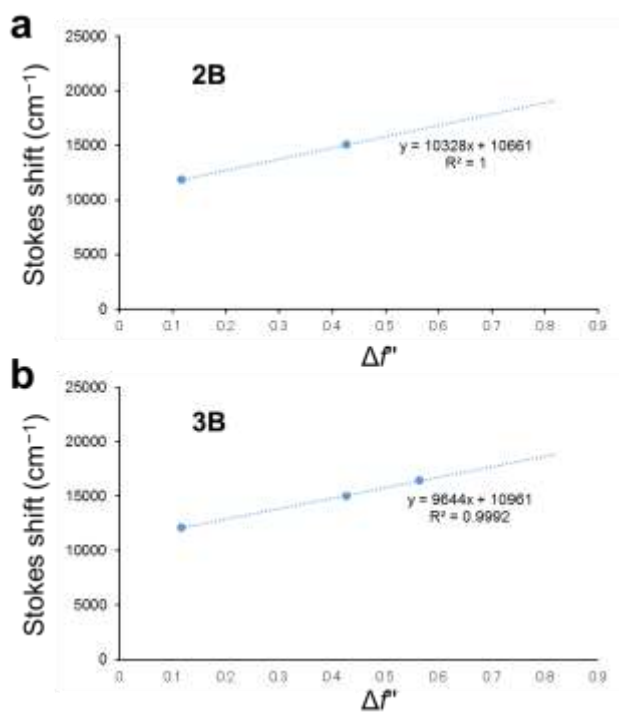 a
25000
2B
20000
15000
y = 10328x + 10661
R² = 1
10000
5000
0
Stokes shift (cm⁻¹)
0 0.1 0.2 0.3 0.4 0.5 0.6 0.7 0.8 0.9
Δf"
b
25000
3B
20000
15000
y = 9644x + 10961
R² = 0.9992
10000
5000
0
Stokes shift (cm⁻¹)
0 0.1 0.2 0.3 0.4 0.5 0.6 0.7 0.8 0.9
Δf"